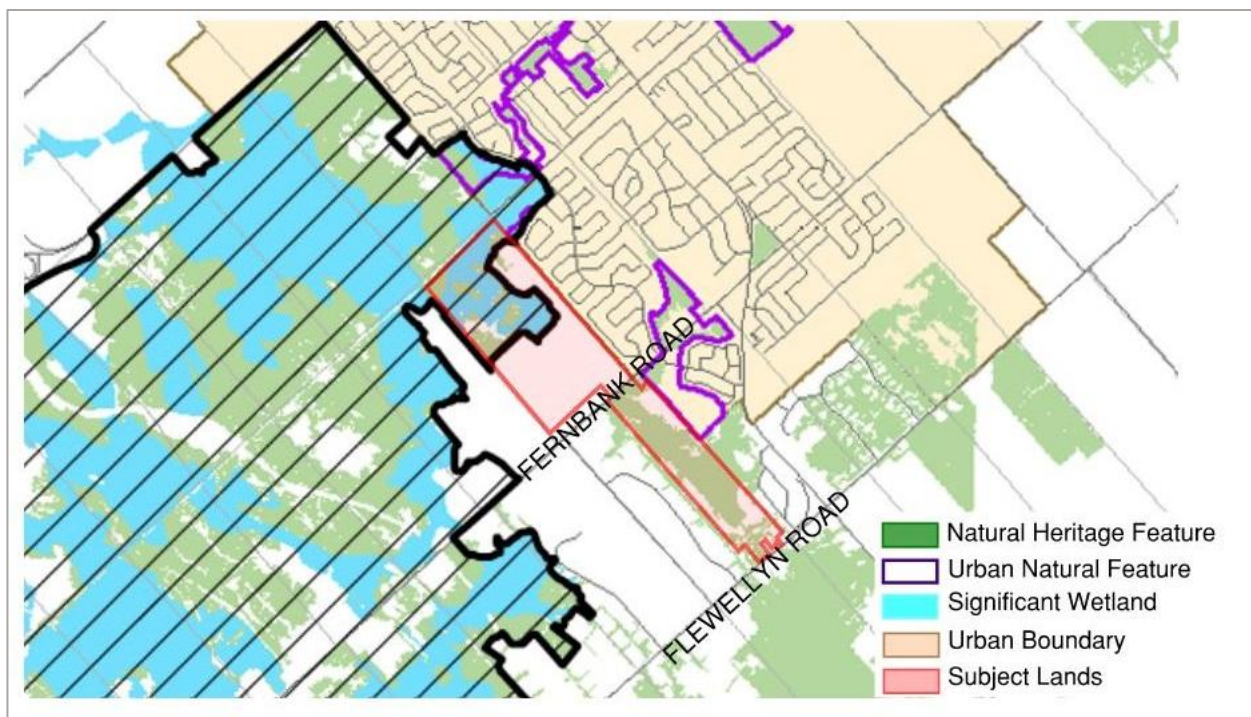 FERNBANK ROAD
FLEWELLYN ROAD
Natural Heritage Feature
Urban Natural Feature
Significant Wetland
Urban Boundary
Subject Lands